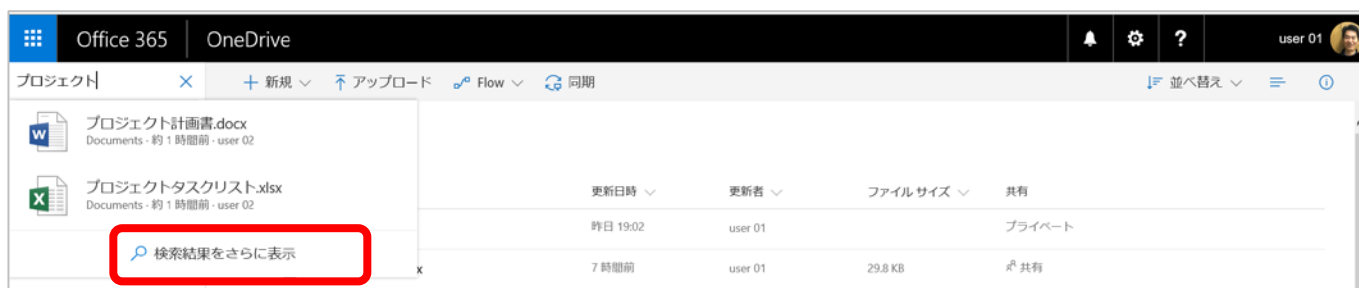 Office 365 OneDrive ? user 01
プロジェクト 新規 アップロード Flow 同期 並べ替え
プロジェクト計画書.docx
Documents - 約 1 時間前 - user 02
プロジェクトタスクリスト.xlsx
Documents - 約 1 時間前 - user 02
検索結果をさらに表示
更新日時 更新者 ファイル サイズ 共有
昨日 19:02 user 01 プライベート
x 7 時間前 user 01 29.8 KB 共有